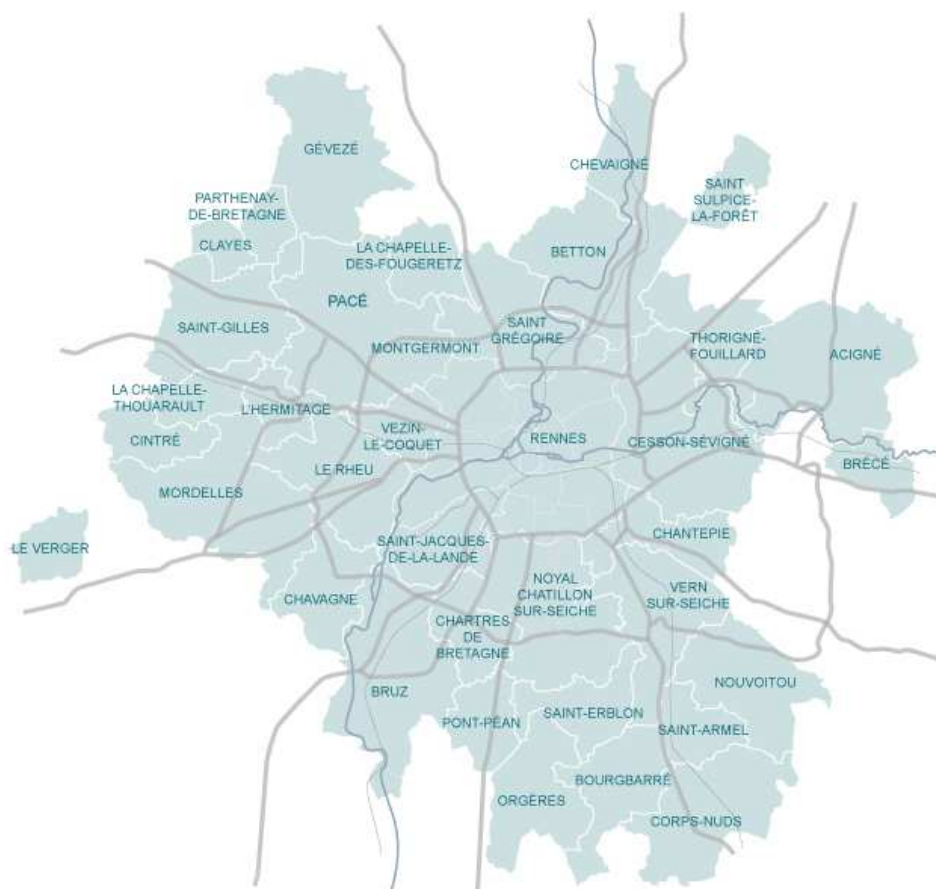 GÉVEZÉ
CHEVAIGNÉ
SAINT
SULPICE-
LA-FORÊT
PARTHENAY-
DE-BRETAGNE
CLAYES
LA CHAPELLE-
DES-FOUGERETZ
BETTON
PACÉ
SAINT-GILLES
SAINT
GRÉGOIRE
MONTGERMONT
THORIGNÉ-
FOUILLARD
ACIGNÉ
LA CHAPELLE-
THOUARAULT
L'HERMITAGE
CINTRÉ
VEZIN-
LE-COQUET
RENNES
CESSON-SÉVIGNÉ
BRÉCÉ
LE RHEU
MORDELLES
LE VERGER
SAINT-JACQUES-
DE-LA-LANDE
CHANTEPIE
CHAVAGNE
NOYAL
CHATILLON
SUR-SEICHE
VERN
SUR-SEICHE
CHARTRES
DE
BRETAGNE
BRUZ
NOUVOITOU
PONT-PÉAN
SAINT-ERBLON
SAINT-ARMEL
ORGÈRES
BOURGBARRÉ
CORPS-NUDS